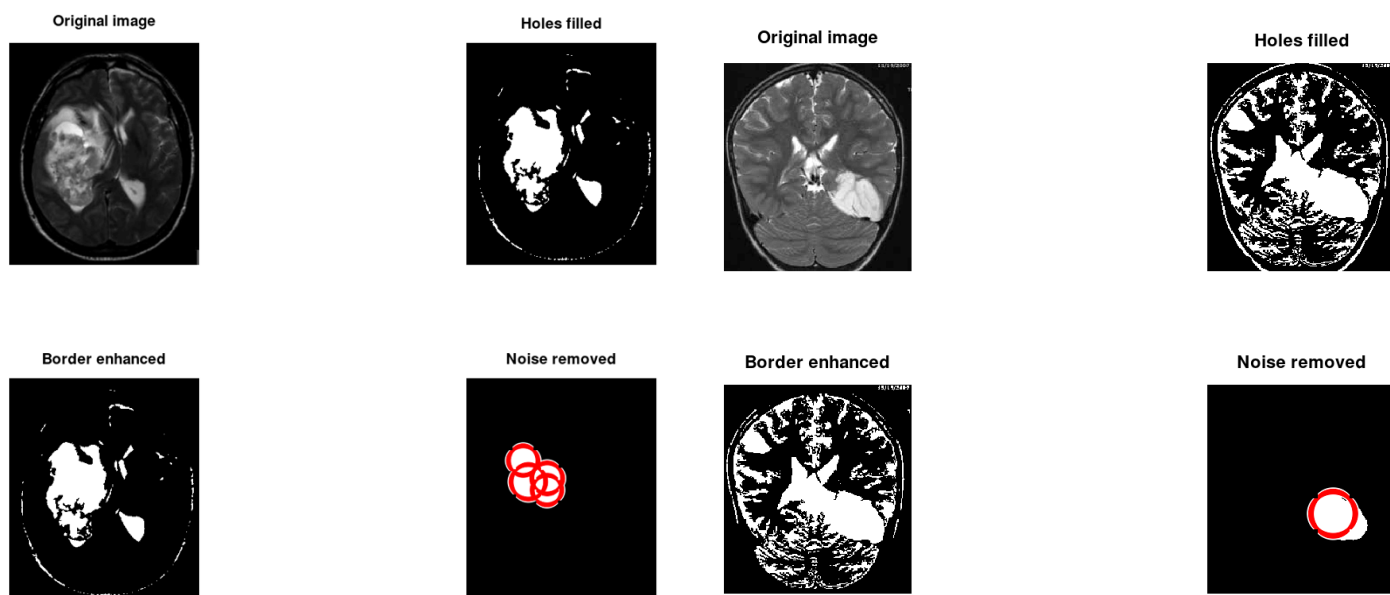 Original image
Holes filled
Original image
Holes filled
Border enhanced
Noise removed
Border enhanced
Noise removed